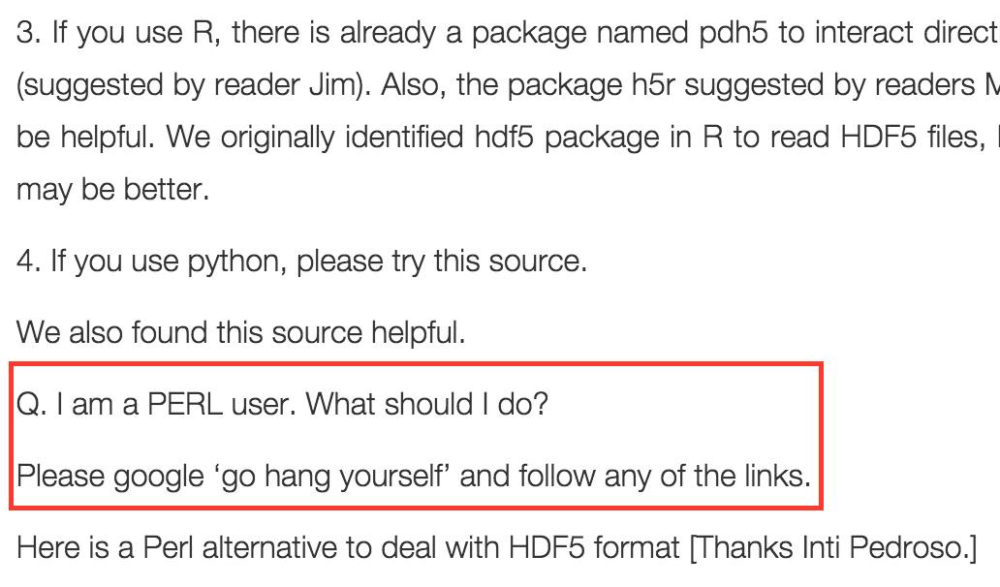 3. If you use R, there is already a package named pdh5 to interact direct
(suggested by reader Jim). Also, the package h5r suggested by readers
be helpful. We originally identified hdf5 package in R to read HDF5 files,
may be better.
4. If you use python, please try this source.
We also found this source helpful.
Q. I am a PERL user. What should I do?
Please google ‘go hang yourself’ and follow any of the links.
Here is a Perl alternative to deal with HDF5 format [Thanks Inti Pedroso.]